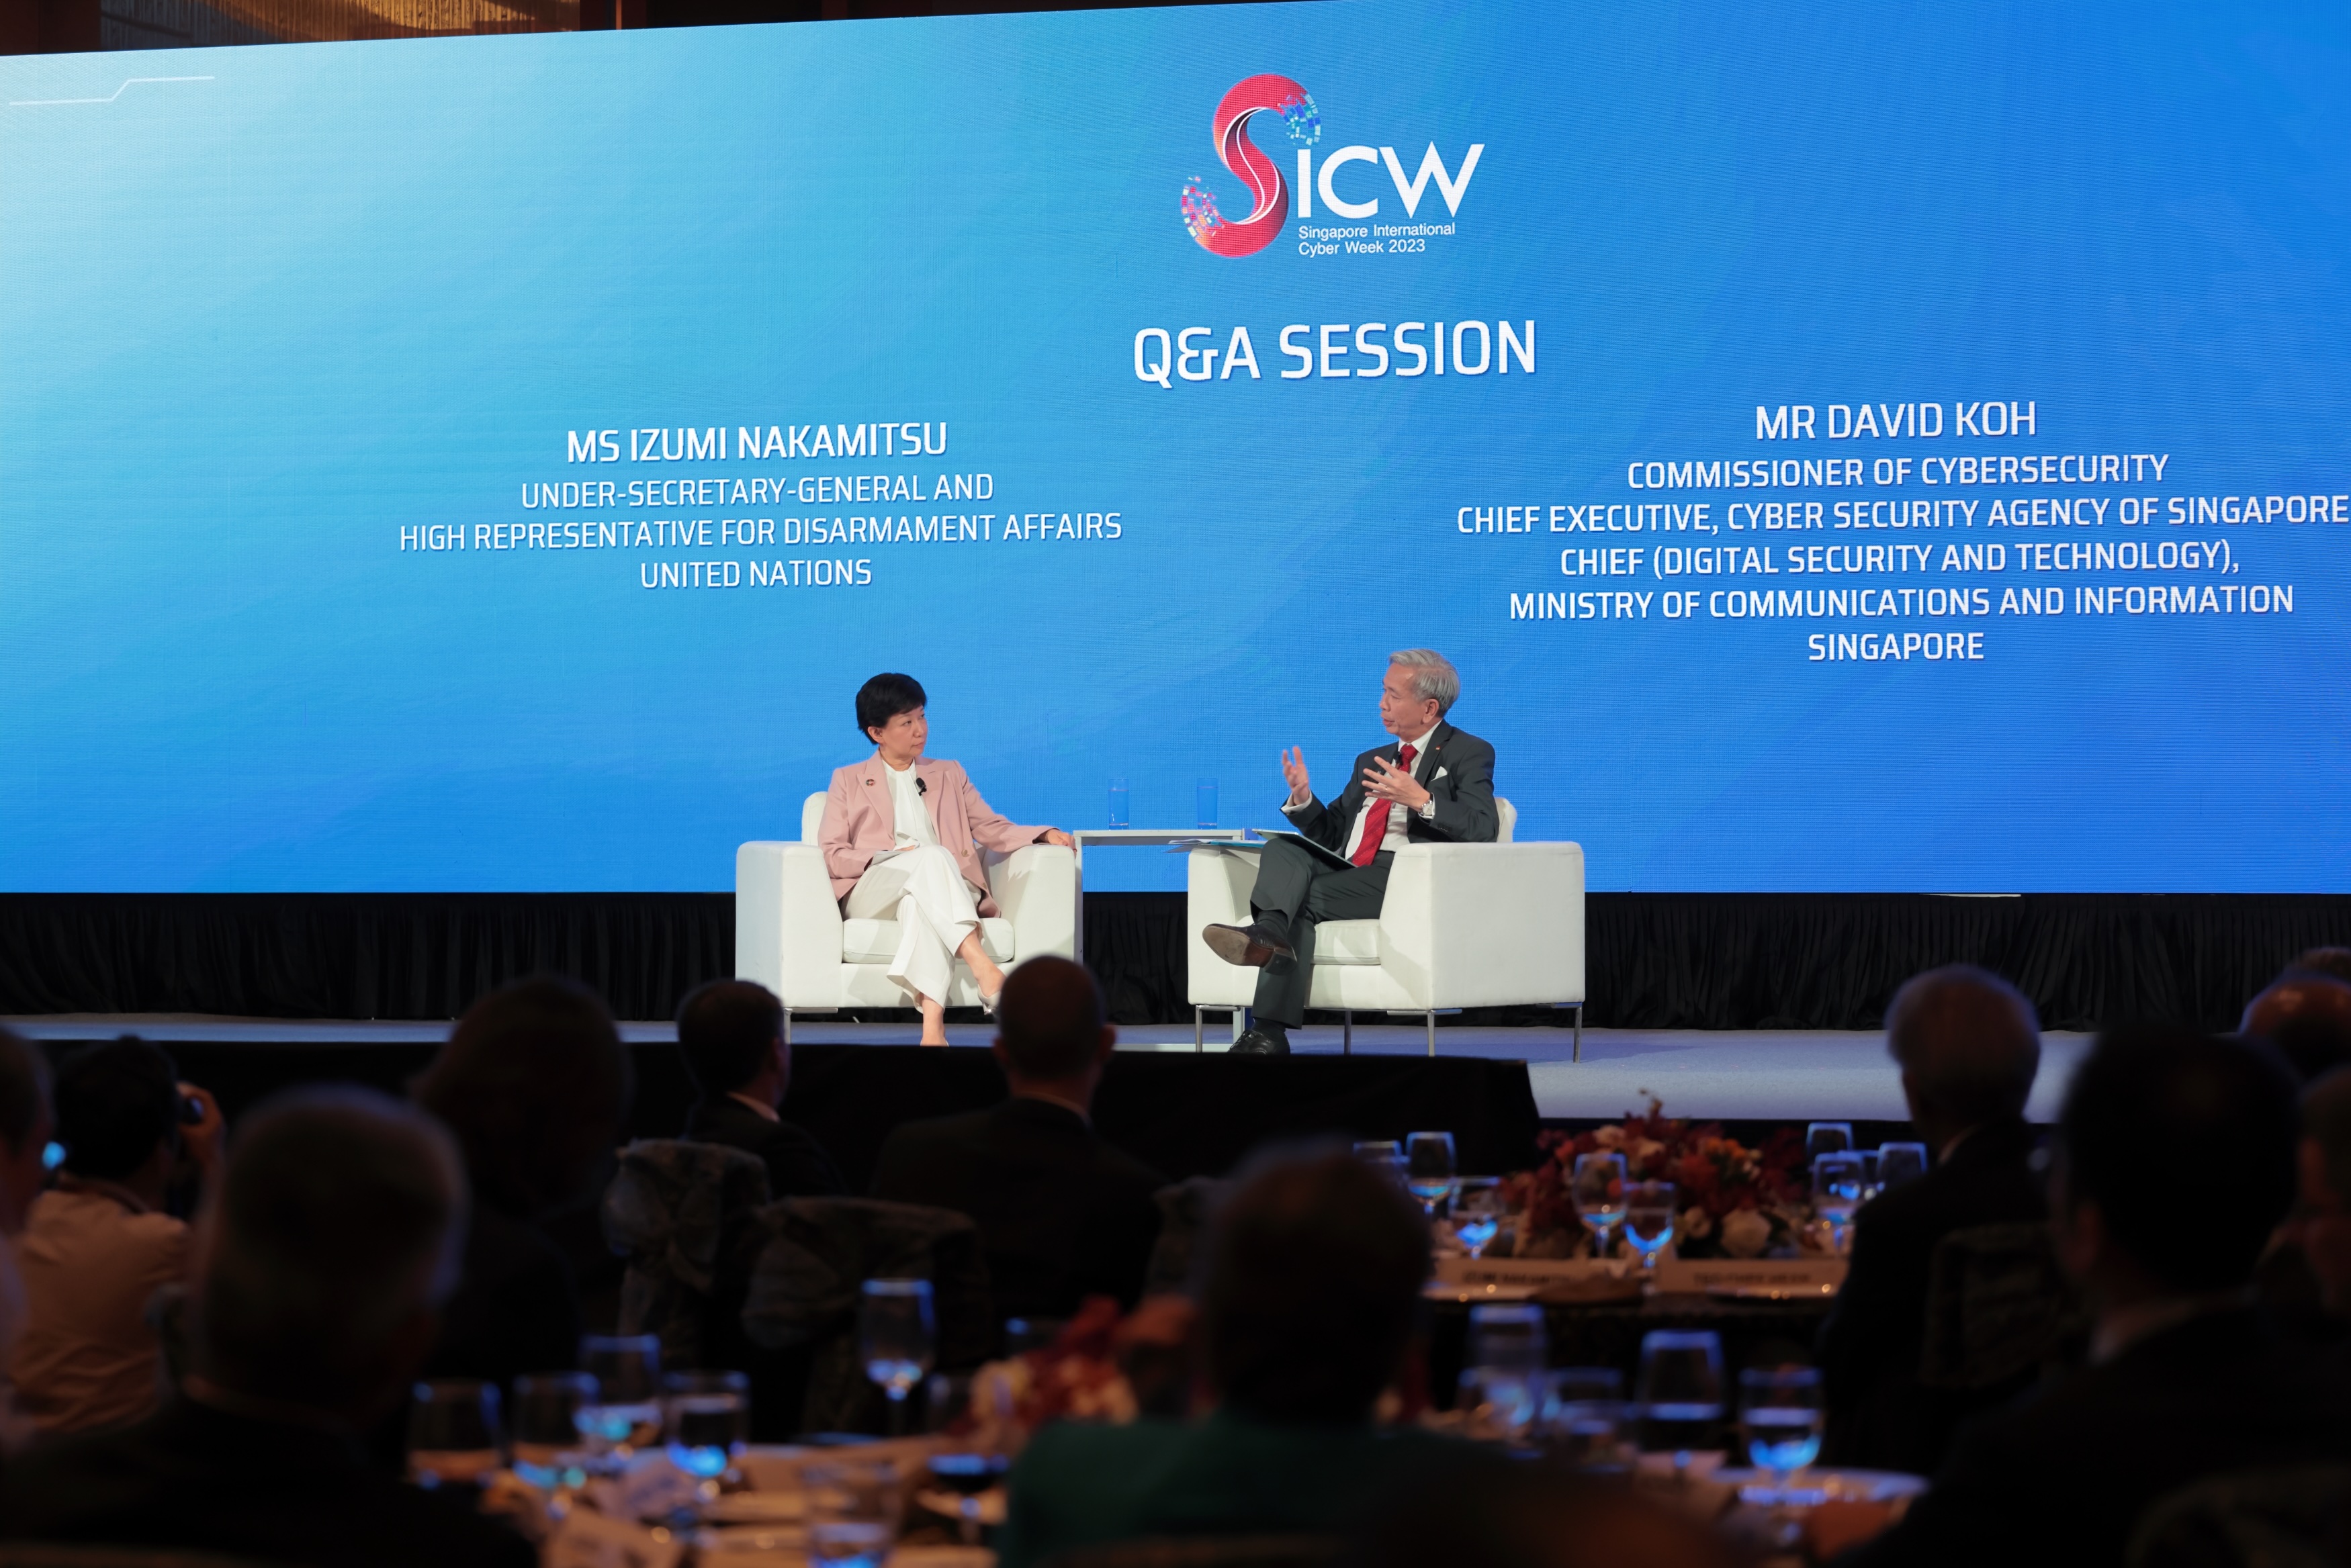 SICW
Singapore International
Cyber Week 2023
Q&A SESSION
MS IZUMI NAKAMITSU
UNDER-SECRETARY-GENERAL AND
HIGH REPRESENTATIVE FOR DISARMAMENT AFFAIRS
UNITED NATIONS
MR DAVID KOH
COMMISSIONER OF CYBERSECURITY
CHIEF EXECUTIVE, CYBER SECURITY AGENCY OF SINGAPORE
CHIEF (DIGITAL SECURITY AND TECHNOLOGY),
MINISTRY OF COMMUNICATIONS AND INFORMATION
SINGAPORE